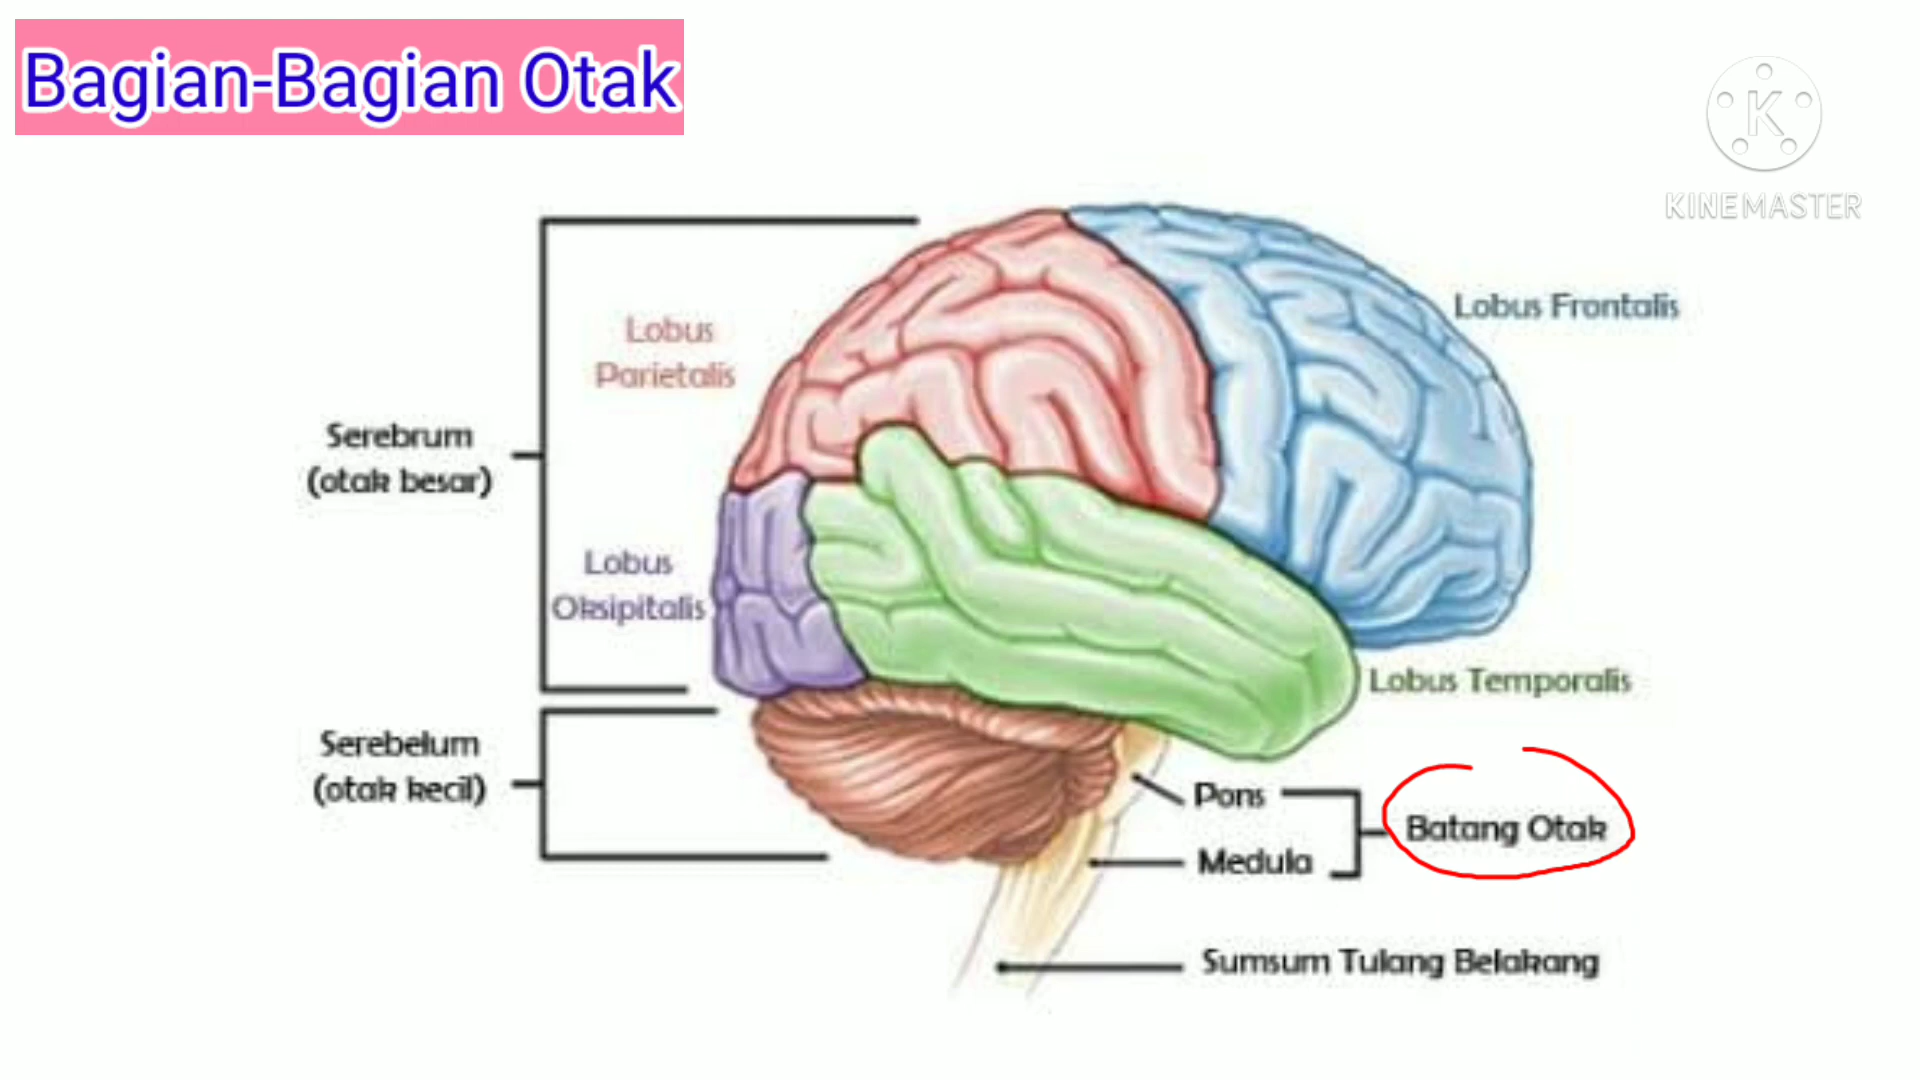 Bagian-Bagian Otak
K
KINEMASTER
Lobus Frontalis
Lobus
Parietalis
Serebrum
(otak besar)
Lobus
Oksipitalis
Lobus Temporalis
Serebelum
(otak kecil)
Pons
Batang Otak
Medula
Sumsum Tulang Belakang